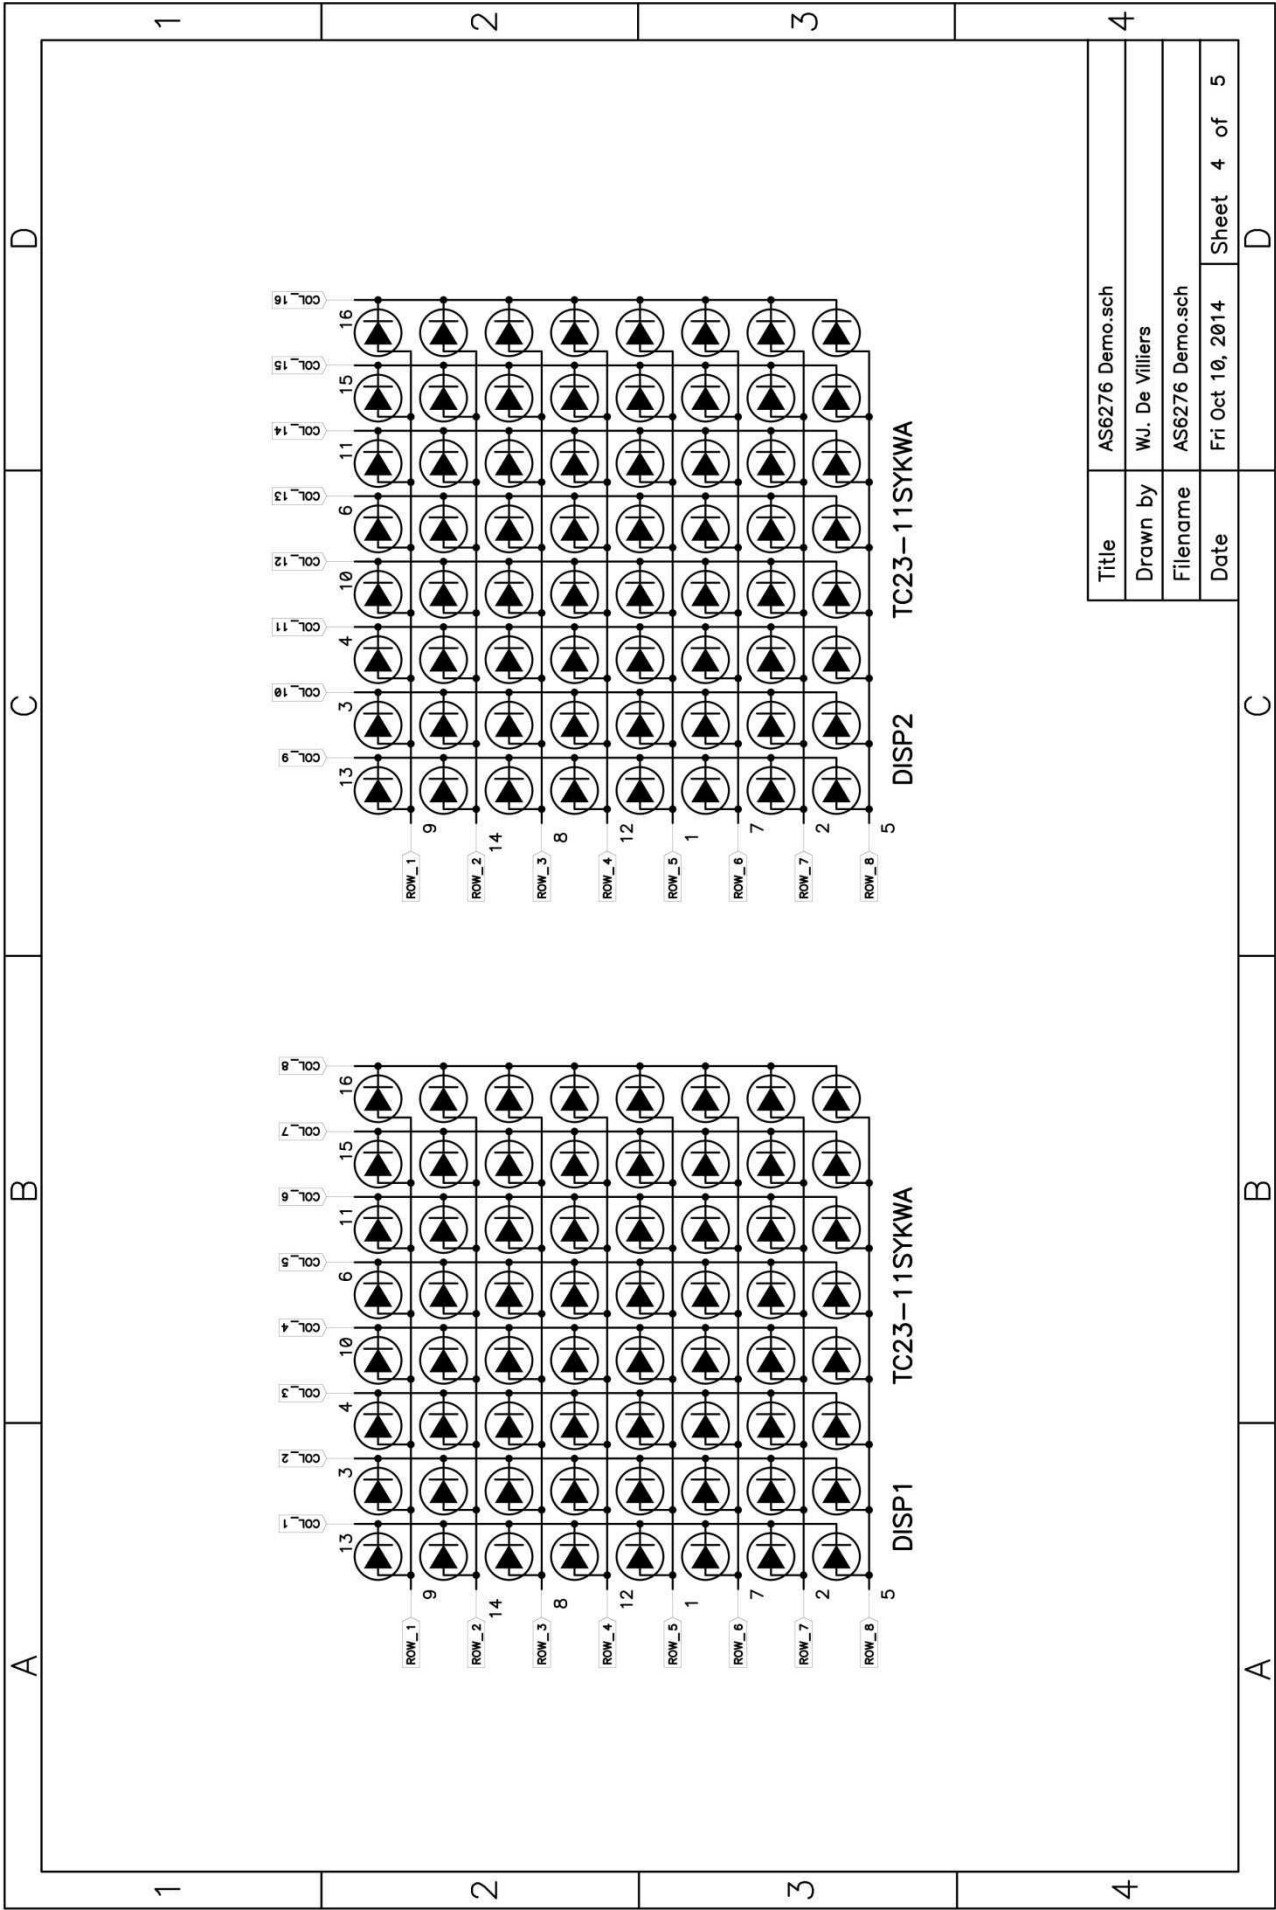 A B C D
1 1
2 2
3 3
4 4
COL_1 COL_2 COL_3 COL_4 COL_5 COL_6 COL_7 COL_8
13 3 4 10 6 11 15 16
ROW_1 9
ROW_2 14
ROW_3 8
ROW_4 12
ROW_5 1
ROW_6 7
ROW_7 2
ROW_8 5
DISP1 TC23-11SYKWA
COL_9 COL_10 COL_11 COL_12 COL_13 COL_14 COL_15 COL_16
13 3 4 10 6 11 15 16
ROW_1 9
ROW_2 14
ROW_3 8
ROW_4 12
ROW_5 1
ROW_6 7
ROW_7 2
ROW_8 5
DISP2 TC23-11SYKWA
Title AS6276 Demo.sch
Drawn by WJ. De Villiers
Filename AS6276 Demo.sch
Date Fri Oct 10, 2014 Sheet 4 of 5
A B C D